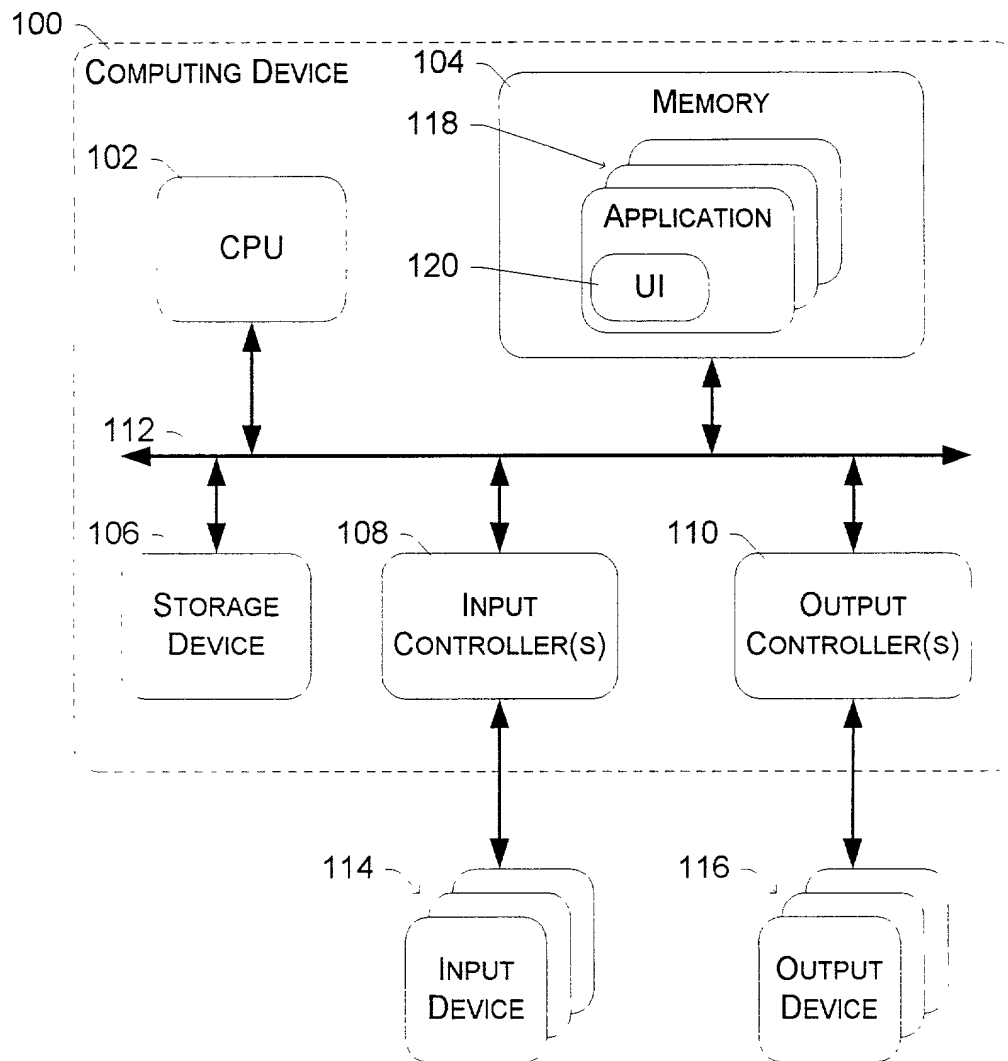 100
COMPUTING DEVICE
104
MEMORY
118
102
APPLICATION
CPU
120
UI
112
106
108
110
STORAGE
DEVICE
INPUT
CONTROLLER(S)
OUTPUT
CONTROLLER(S)
114
116
INPUT
DEVICE
OUTPUT
DEVICE